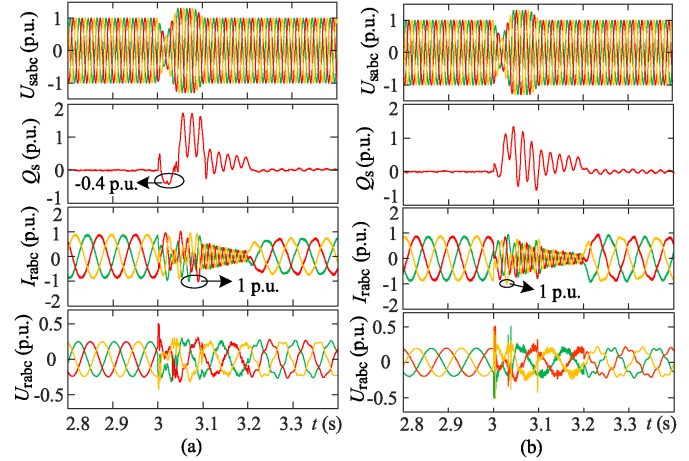 U_sabc (p.u.)
1
0
-1
U_sabc (p.u.)
1
0
-1
Q_s (p.u.)
2
1
0
-1
-0.4 p.u.
Q_s (p.u.)
2
1
0
-1
I_rabc (p.u.)
2
1
0
-1
2
1 p.u.
I_rabc (p.u.)
2
1
0
-1
-2
1 p.u.
U_rabc (p.u.)
0.5
0
-0.5
U_rabc (p.u.)
0.5
0
-0.5
2.8 2.9 3 3.1 3.2 3.3 t (s)
2.8 2.9 3.0 3.1 3.2 3.3 t (s)
(a)
(b)